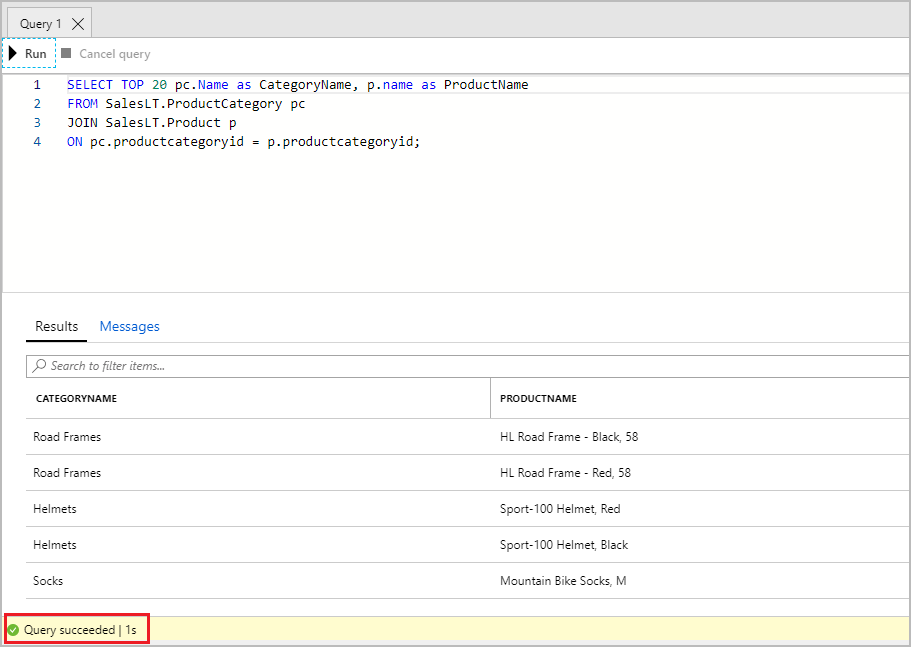 Query 1
Run Cancel query
1 SELECT TOP 20 pc.Name as CategoryName, p.name as ProductName
2 FROM SalesLT.ProductCategory pc
3 JOIN SalesLT.Product p
4 ON pc.productcategoryid = p.productcategoryid;
Results Messages
Search to filter items...
CATEGORYNAME PRODUCTNAME
Road Frames HL Road Frame - Black, 58
Road Frames HL Road Frame - Red, 58
Helmets Sport-100 Helmet, Red
Helmets Sport-100 Helmet, Black
Socks Mountain Bike Socks, M
Query succeeded | 1s